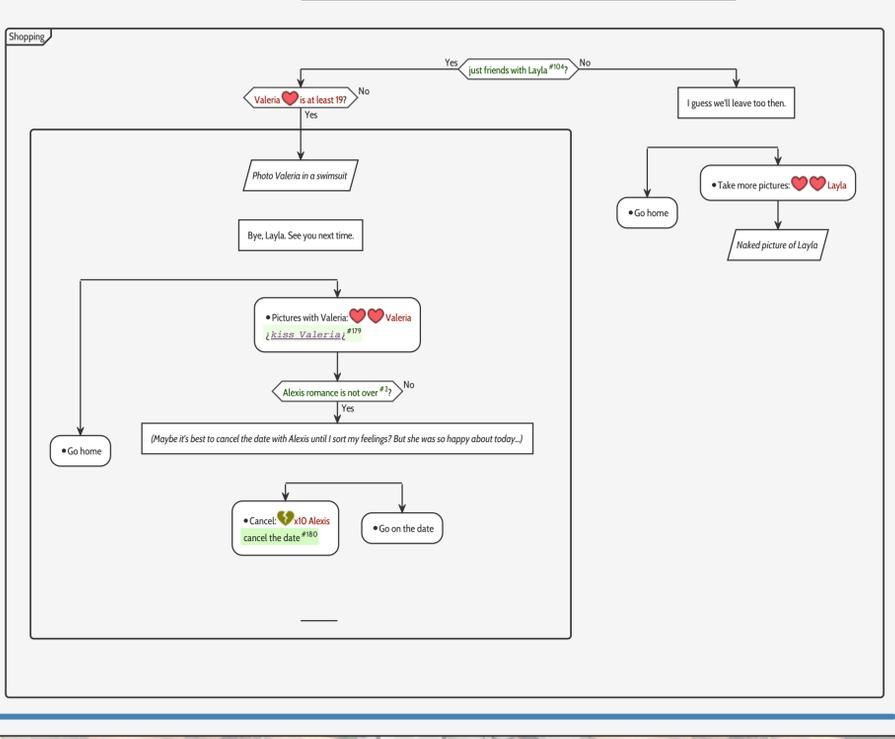 Shopping
Yes
just friends with Layla #104?
No
Valeria is at least 19?
No
Yes
I guess we'll leave too then.
Photo Valeria in a swimsuit
Take more pictures: Layla
Go home
Bye, Layla. See you next time.
Naked picture of Layla
Pictures with Valeria: Valeria
¿kiss Valeria¿ #179
Alexis romance is not over #2?
No
Yes
(Maybe it's best to cancel the date with Alexis until I sort my feelings? But she was so happy about today...)
Go home
Cancel: x10 Alexis
cancel the date #180
Go on the date